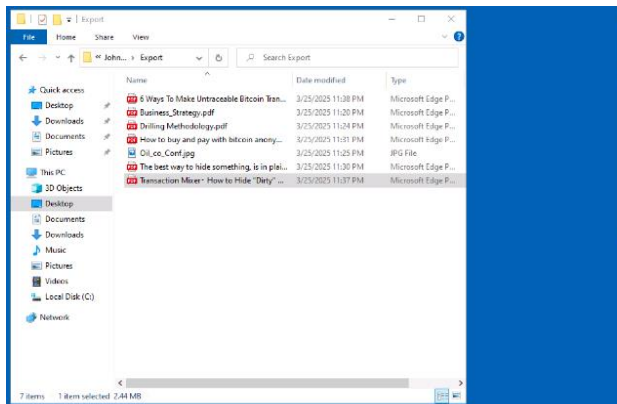 Export
File Home Share View
« John... › Export Search Export
Name Date modified Type
Quick access
Desktop
Downloads
Documents
Pictures
This PC
3D Objects
Desktop
Documents
Downloads
Music
Pictures
Videos
Local Disk (C:)
Network
6 Ways To Make Untraceable Bitcoin Tran... 3/25/2025 11:38 PM Microsoft Edge P...
Business_Strategy.pdf 3/25/2025 11:20 PM Microsoft Edge P...
Drilling Methodology.pdf 3/25/2025 11:24 PM Microsoft Edge P...
How to buy and pay with bitcoin anony... 3/25/2025 11:31 PM Microsoft Edge P...
Oil_co_Conf.jpg 3/25/2025 11:25 PM JPG File
The best way to hide something, is in plai... 3/25/2025 11:30 PM Microsoft Edge P...
Transaction Mixer- How to Hide "Dirty" ... 3/25/2025 11:37 PM Microsoft Edge P...
7 items 1 item selected 2.44 MB